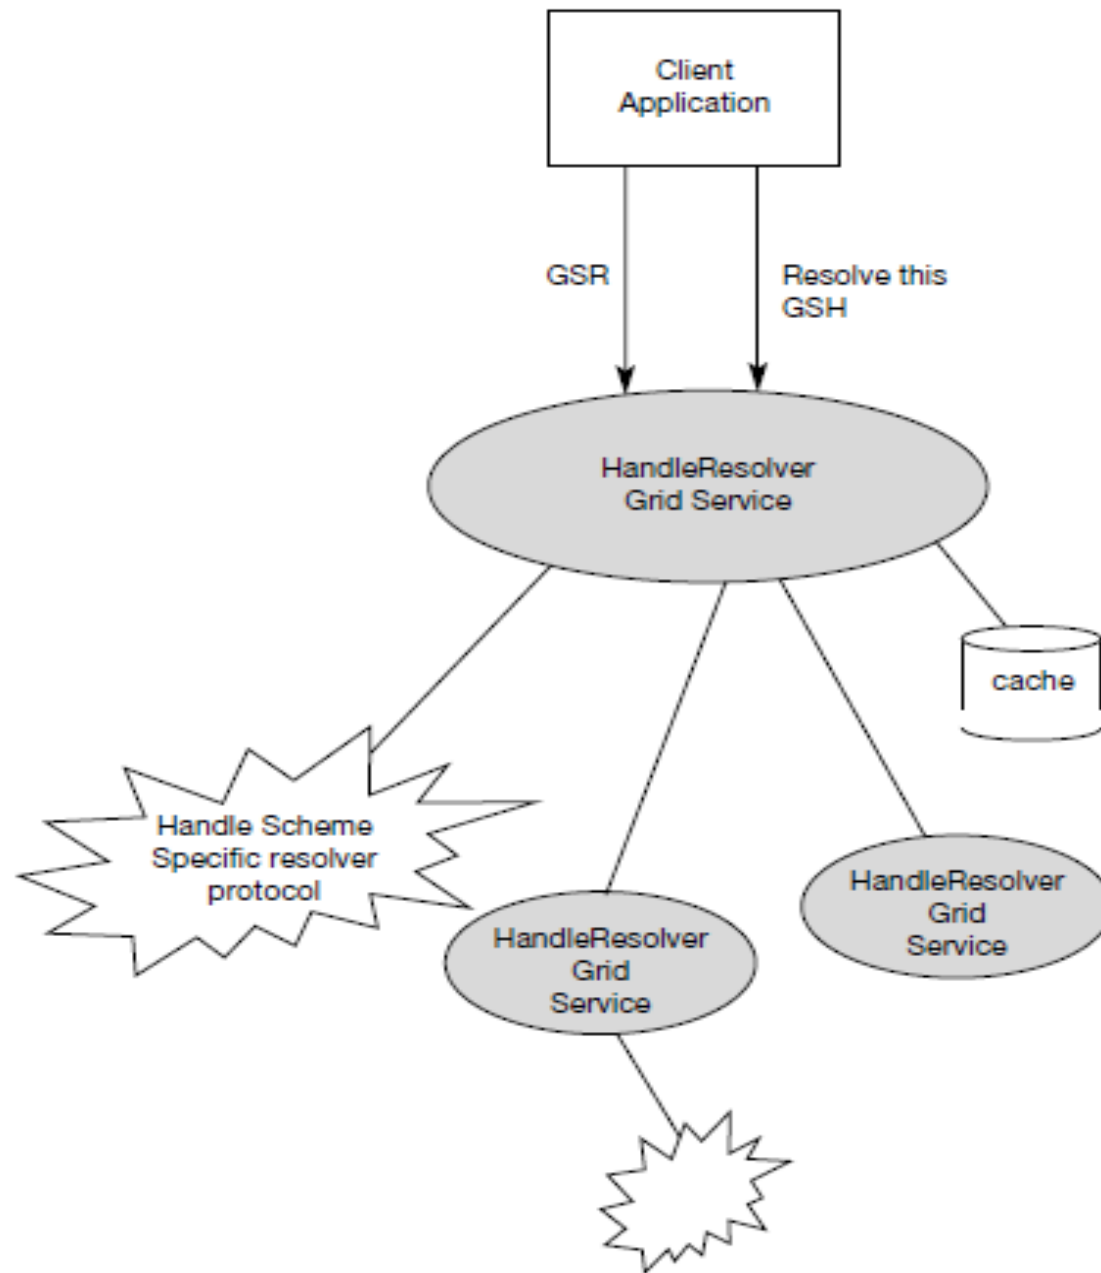 Client
Application
GSR
Resolve this
GSH
HandleResolver
Grid Service
cache
Handle Scheme
Specific resolver
protocol
HandleResolver
Grid
Service
HandleResolver
Grid
Service